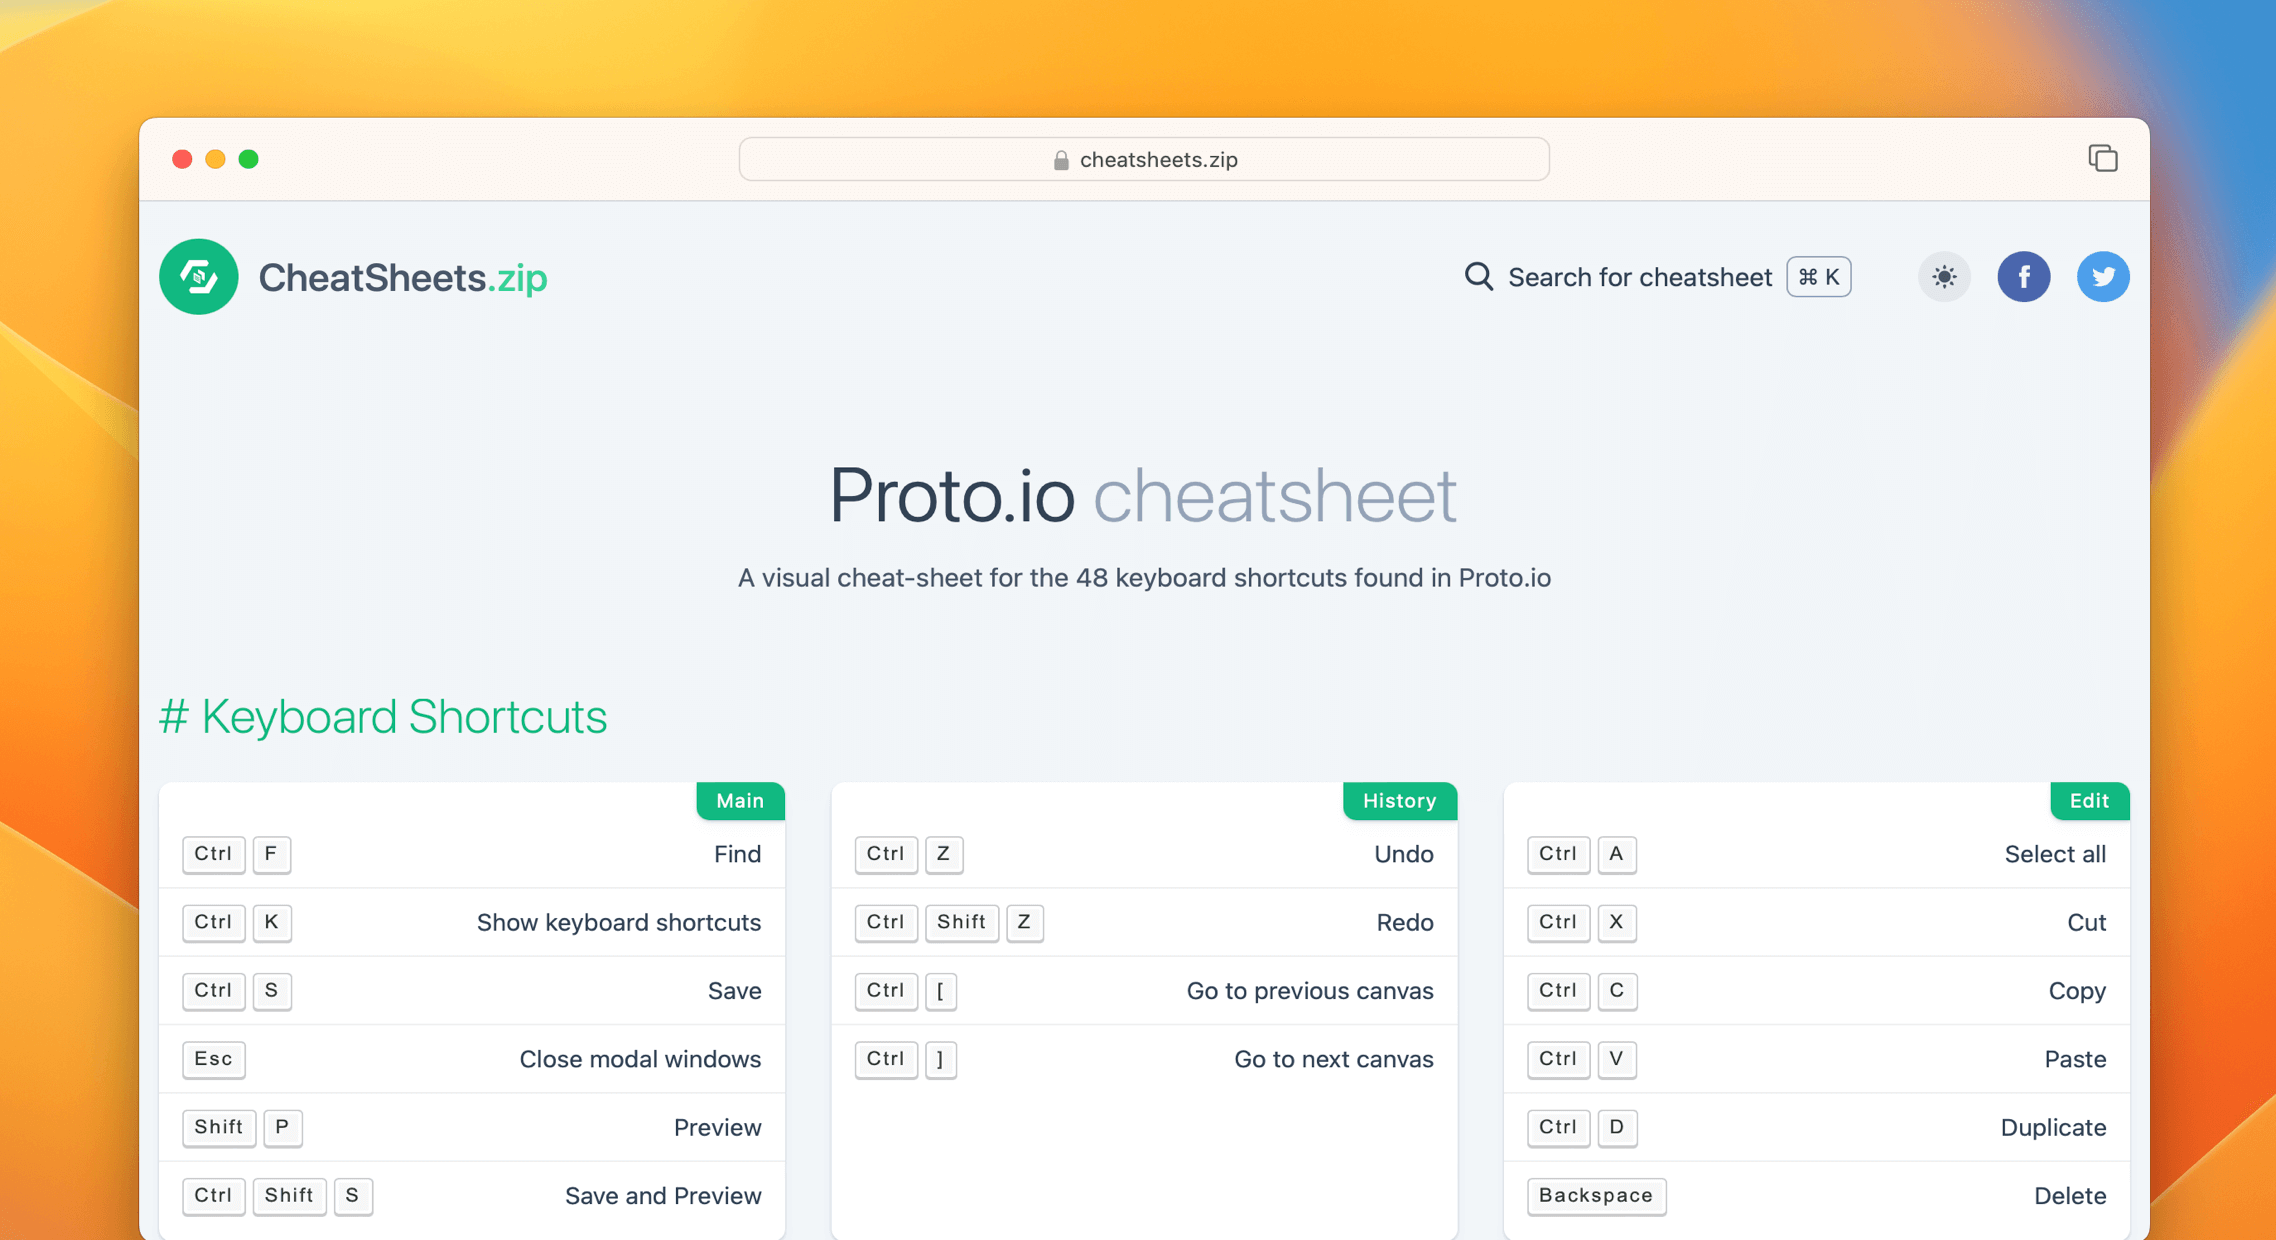 cheatsheets.zip
CheatSheets.zip
Search for cheatsheet ⌘ K
f
Proto.io cheatsheet
A visual cheat-sheet for the 48 keyboard shortcuts found in Proto.io
# Keyboard Shortcuts
Main
Ctrl F Find
Ctrl K Show keyboard shortcuts
Ctrl S Save
Esc Close modal windows
Shift P Preview
Ctrl Shift S Save and Preview
History
Ctrl Z Undo
Ctrl Shift Z Redo
Ctrl [ Go to previous canvas
Ctrl ] Go to next canvas
Edit
Ctrl A Select all
Ctrl X Cut
Ctrl C Copy
Ctrl V Paste
Ctrl D Duplicate
Backspace Delete